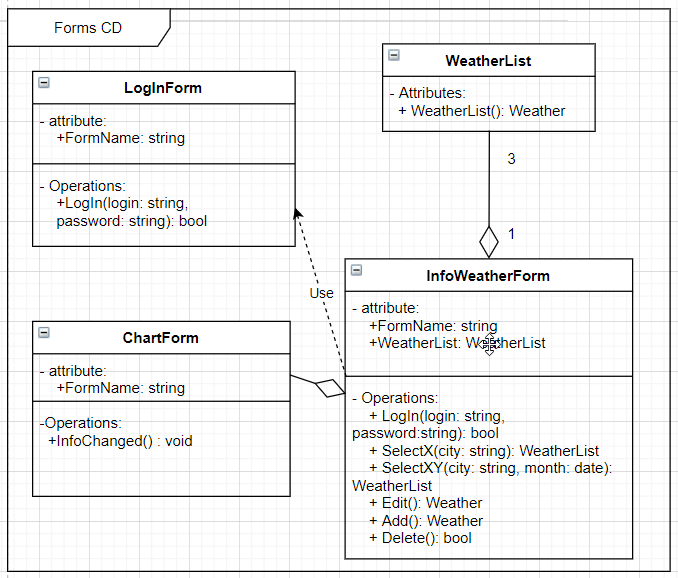 Forms CD
LogInForm
- attribute:
+FormName: string
- Operations:
+LogIn(login: string,
password: string): bool
WeatherList
- Attributes:
+ WeatherList(): Weather
3
1
Use
InfoWeatherForm
- attribute:
+FormName: string
+WeatherList: WeatherList
- Operations:
+ LogIn(login: string,
password:string): bool
+ SelectX(city: string): WeatherList
+ SelectXY(city: string, month: date):
WeatherList
+ Edit(): Weather
+ Add(): Weather
+ Delete(): bool
ChartForm
- attribute:
+FormName: string
-Operations:
+InfoChanged() : void